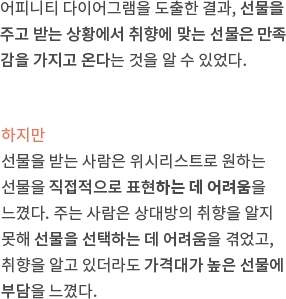 어피니티 다이어그램을 도출한 결과, 선물을
주고 받는 상황에서 취향에 맞는 선물은 만족
감을 가지고 온다는 것을 알 수 있었다.
하지만
선물을 받는 사람은 위시리스트로 원하는
선물을 직접적으로 표현하는 데 어려움을
느꼈다. 주는 사람은 상대방의 취향을 알지
못해 선물을 선택하는 데 어려움을 겪었고,
취향을 알고 있더라도 가격대가 높은 선물에
부담을 느꼈다.